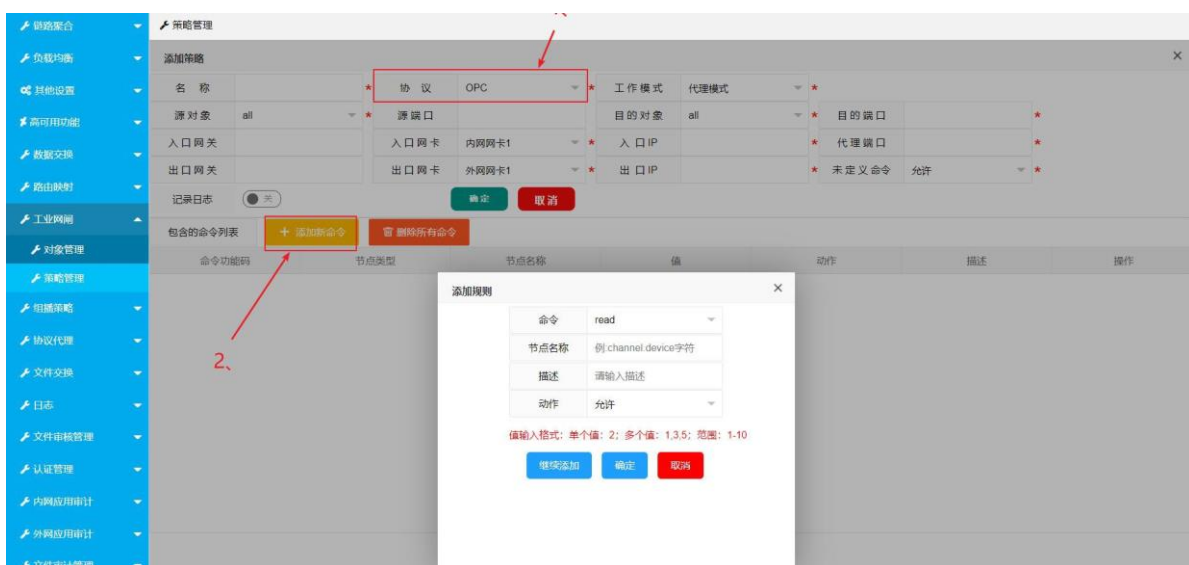 链路聚合
负载均衡
其他设置
高可用功能
数据交换
路由映射
工业网闸
对象管理
策略管理
组播策略
协议代理
文件交换
日志
文件审核管理
认证管理
内网应用审计
外网应用审计
文件审计管理
策略管理
添加策略 ×
名 称 * 协 议 OPC * 工作模式 代理模式 *
源对象 all * 源端口 目的对象 all * 目的端口 *
入口网关 入口网卡 内网网卡1 * 入 口IP * 代理端口 *
出口网关 出口网卡 外网网卡1 * 出 口IP * 未定义命令 允许 *
记录日志 关 确定 取消
包含的命令列表 + 添加新命令 删除所有命令
命令功能码 节点类型 节点名称 值 动作 描述 操作
2、
添加规则 ×
命令 read
节点名称 例:channel.device字符
描述 请输入描述
动作 允许
值输入格式：单个值：2；多个值：1,3,5；范围：1-10
继续添加 确定 取消